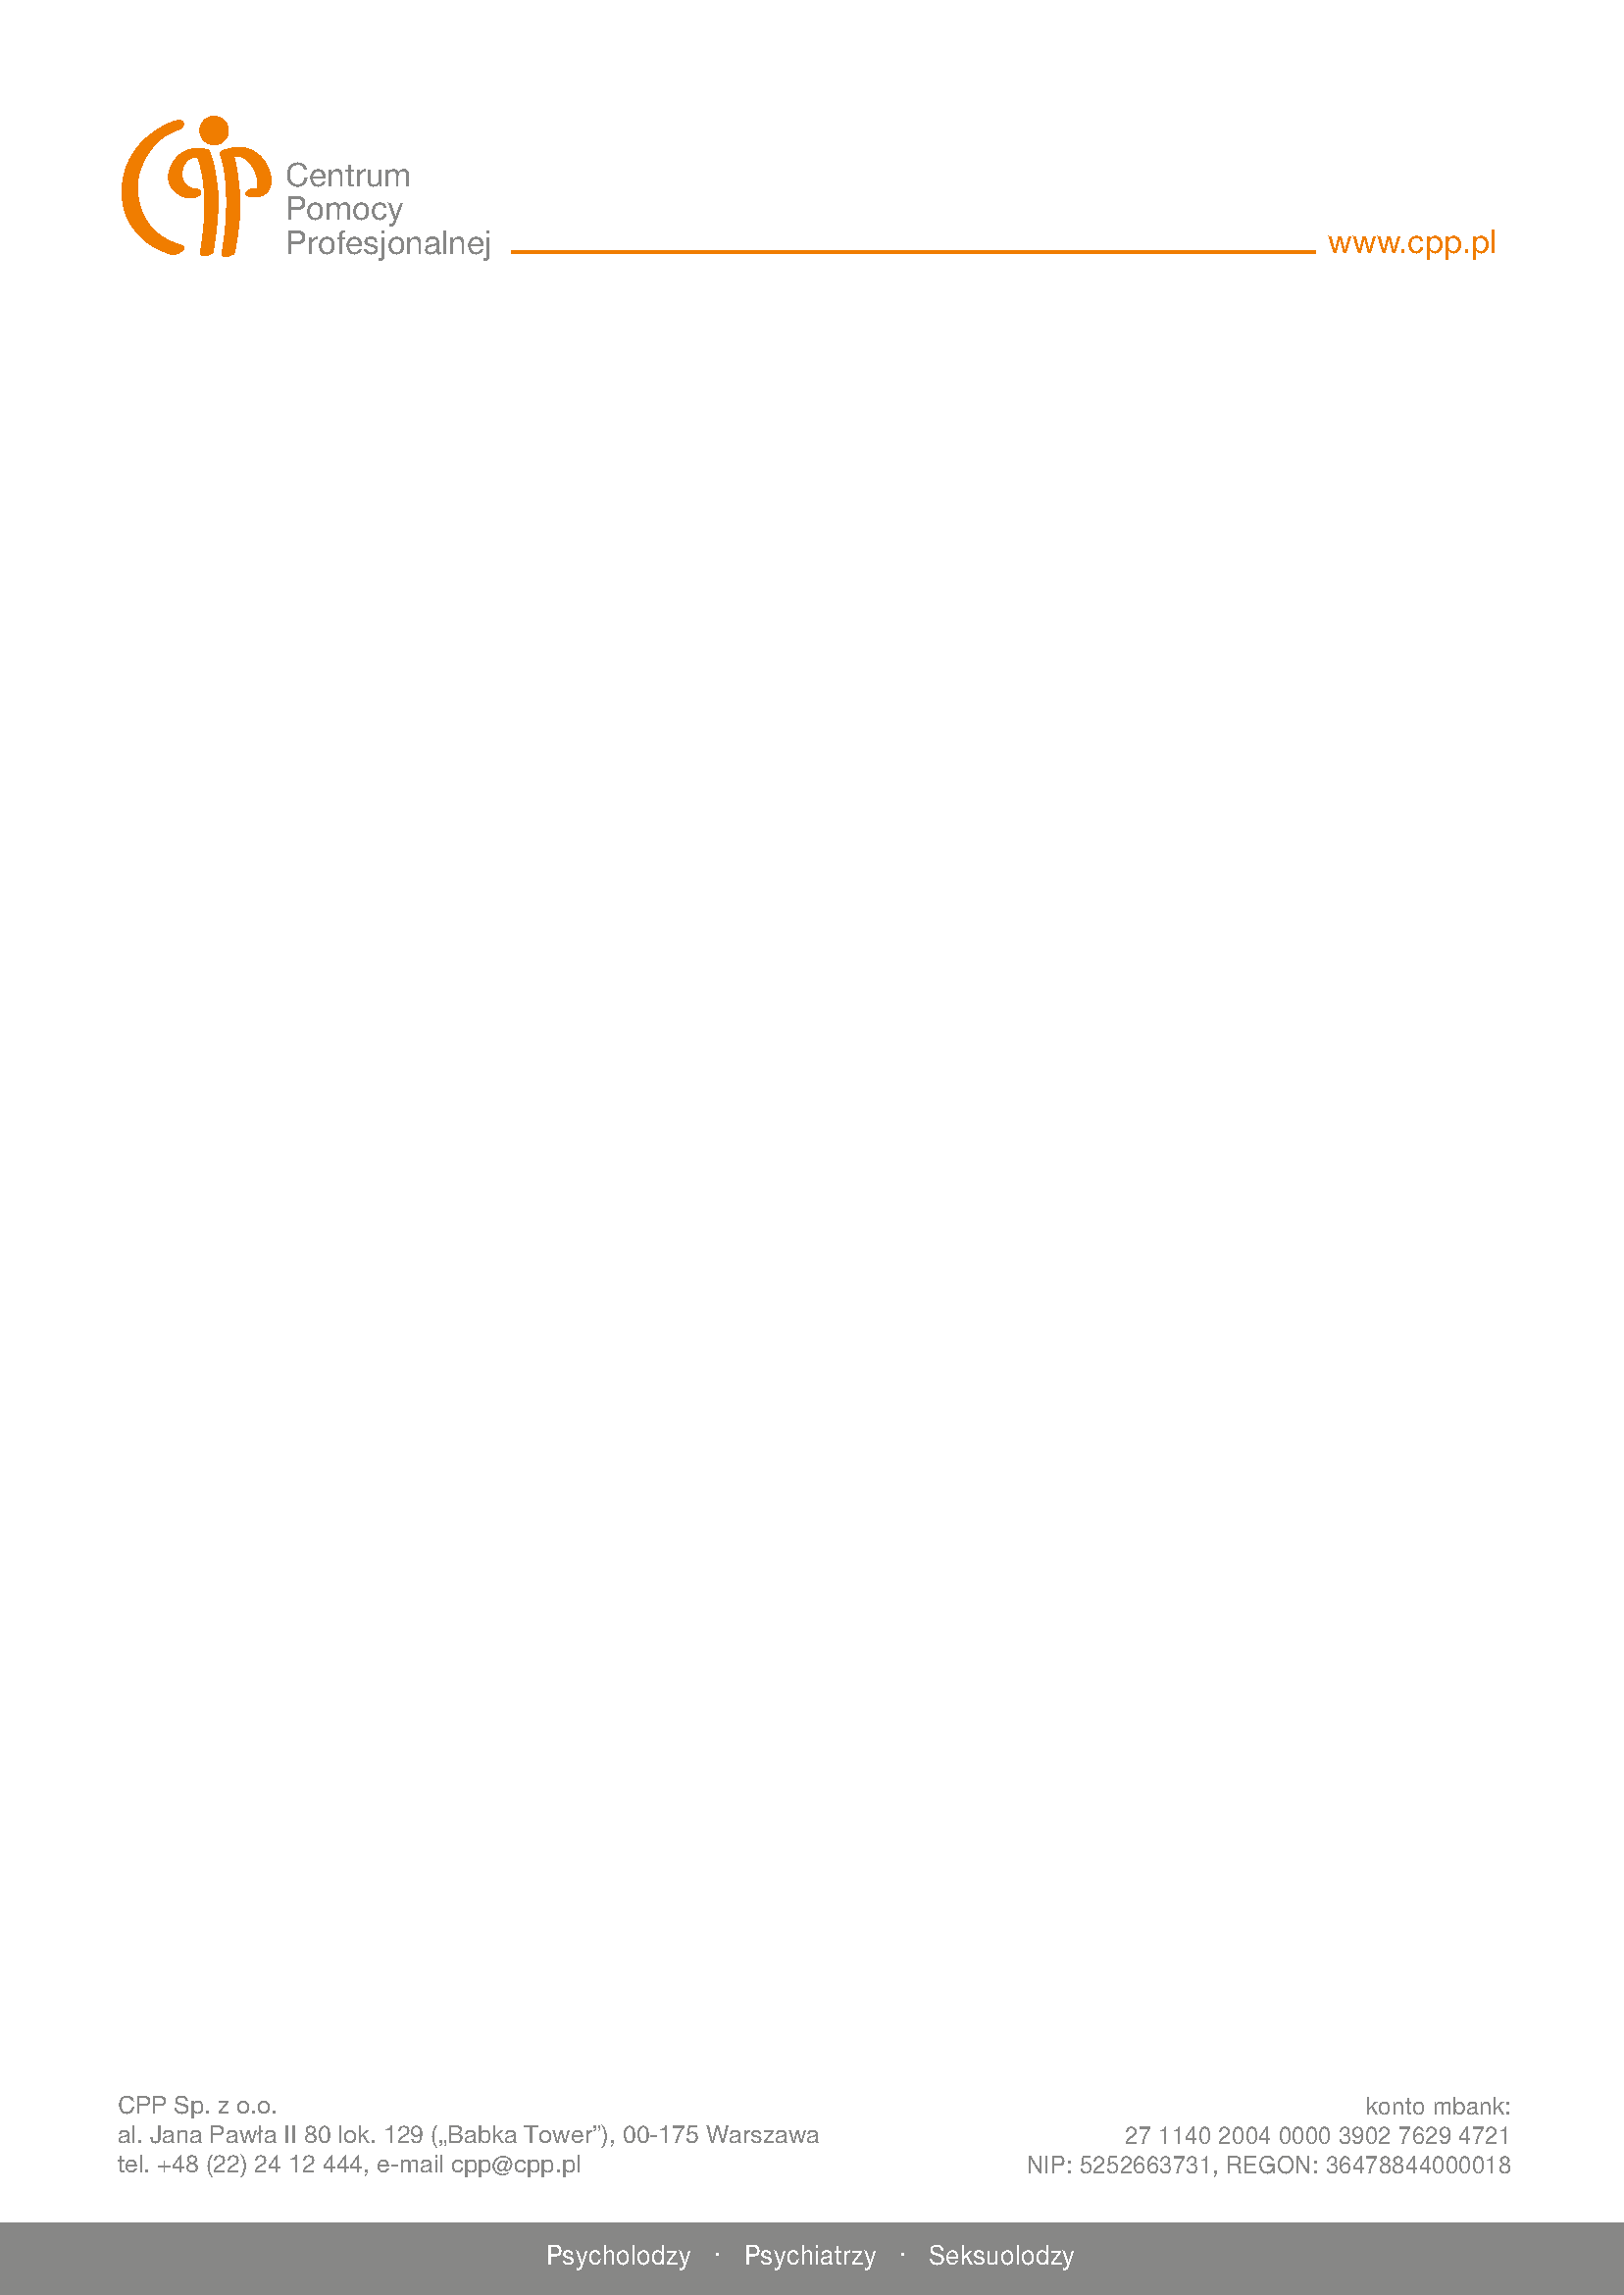 Centrum
Pomocy
Profesjonalnej
www.cpp.pl
CPP Sp. z o.o.
al. Jana Pawła II 80 lok. 129 („Babka Tower”), 00-175 Warszawa
tel. +48 (22) 24 12 444, e-mail cpp@cpp.pl
konto mbank:
27 1140 2004 0000 3902 7629 4721
NIP: 5252663731, REGON: 36478844000018
Psycholodzy · Psychiatrzy · Seksuolodzy